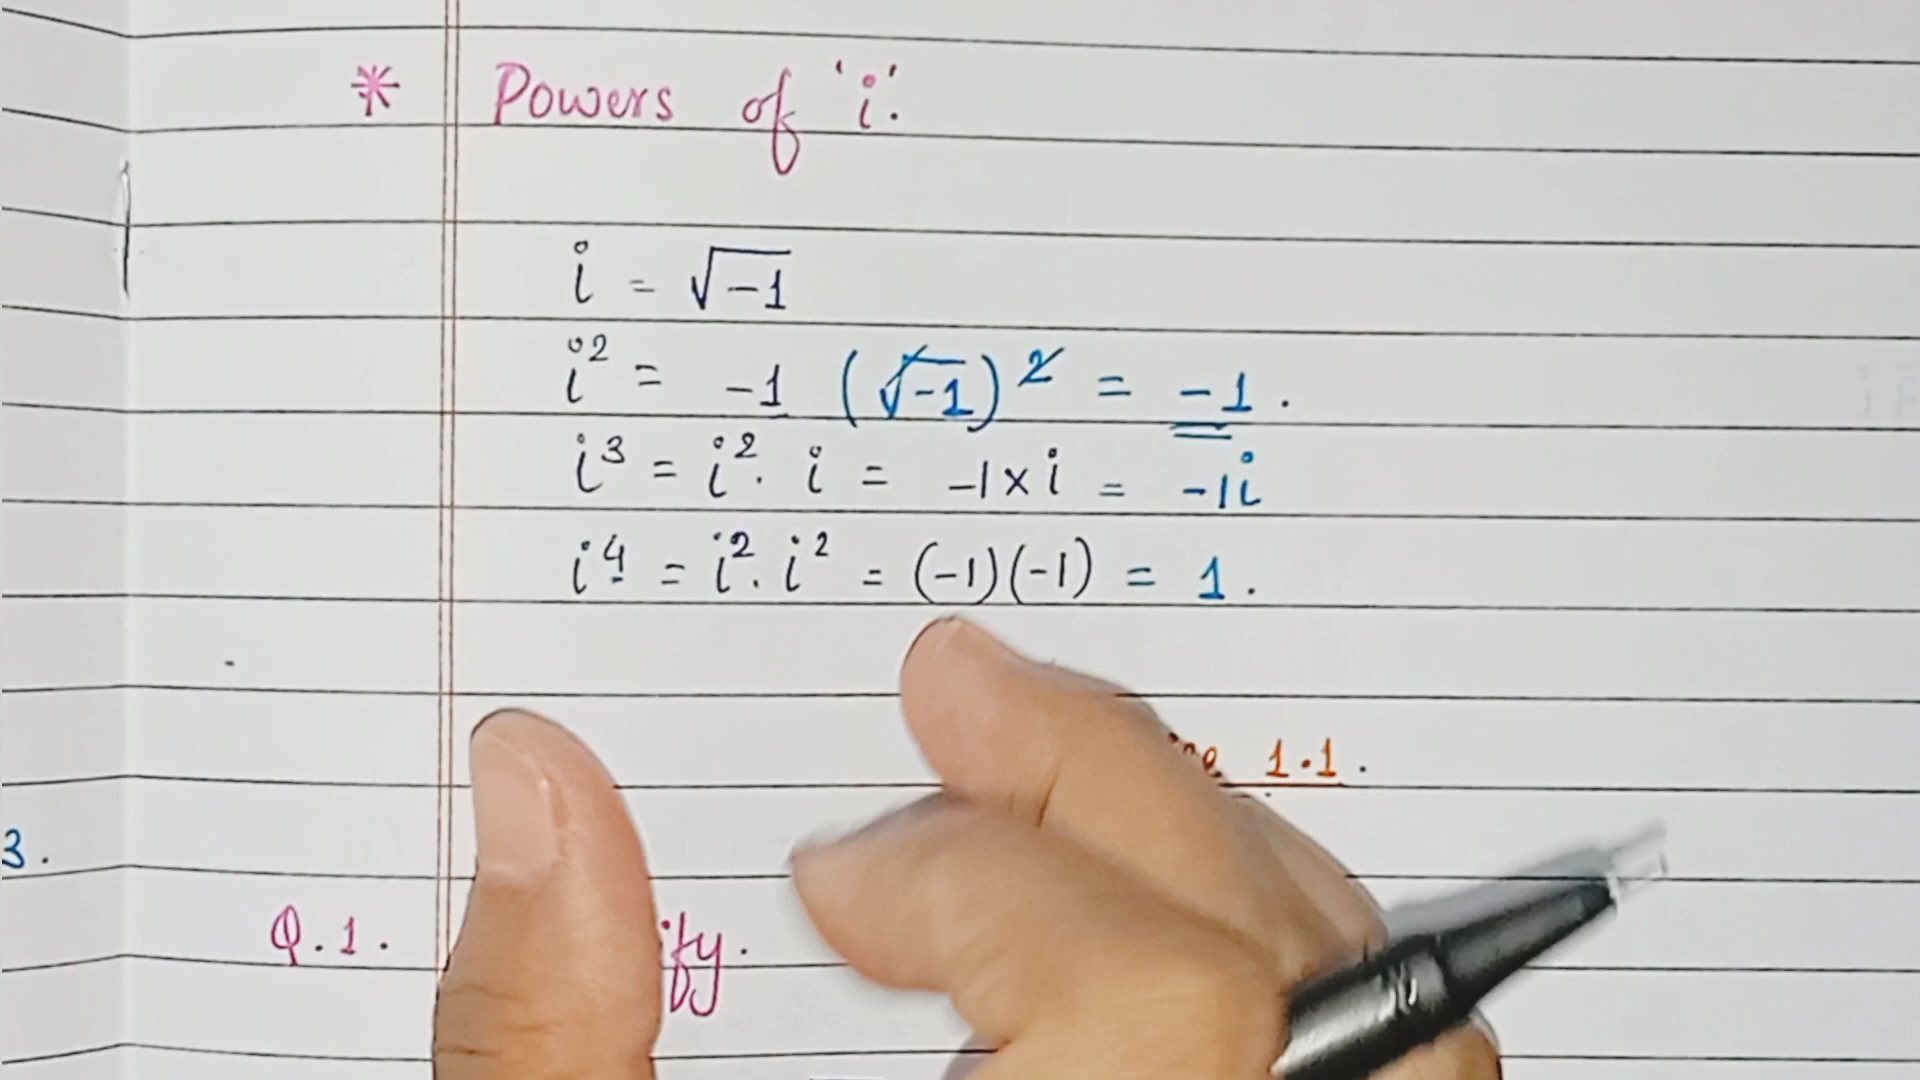 * Powers of 'i'.
i = √-1
i² = -1 (√-1)² = -1.
i³ = i². i = -1 x i = -1i
i⁴ = i². i² = (-1)(-1) = 1.
1.1.
3.
Q.1.